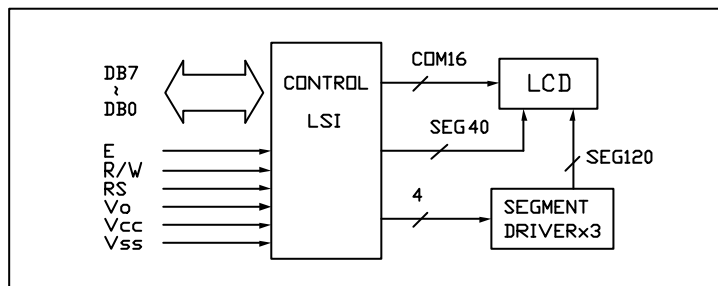 DB7
~
DB0
E
R/W
RS
Vo
Vcc
Vss
CONTROL
LSI
COM16
SEG40
4
LCD
SEG120
SEGMENT
DRIVERx3